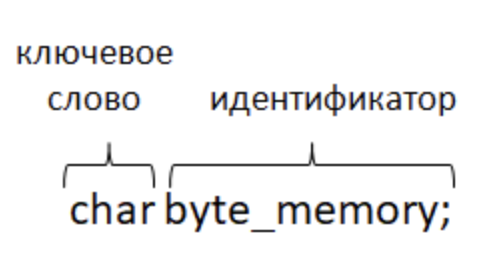 ключевое
слово идентификатор
char byte_memory;